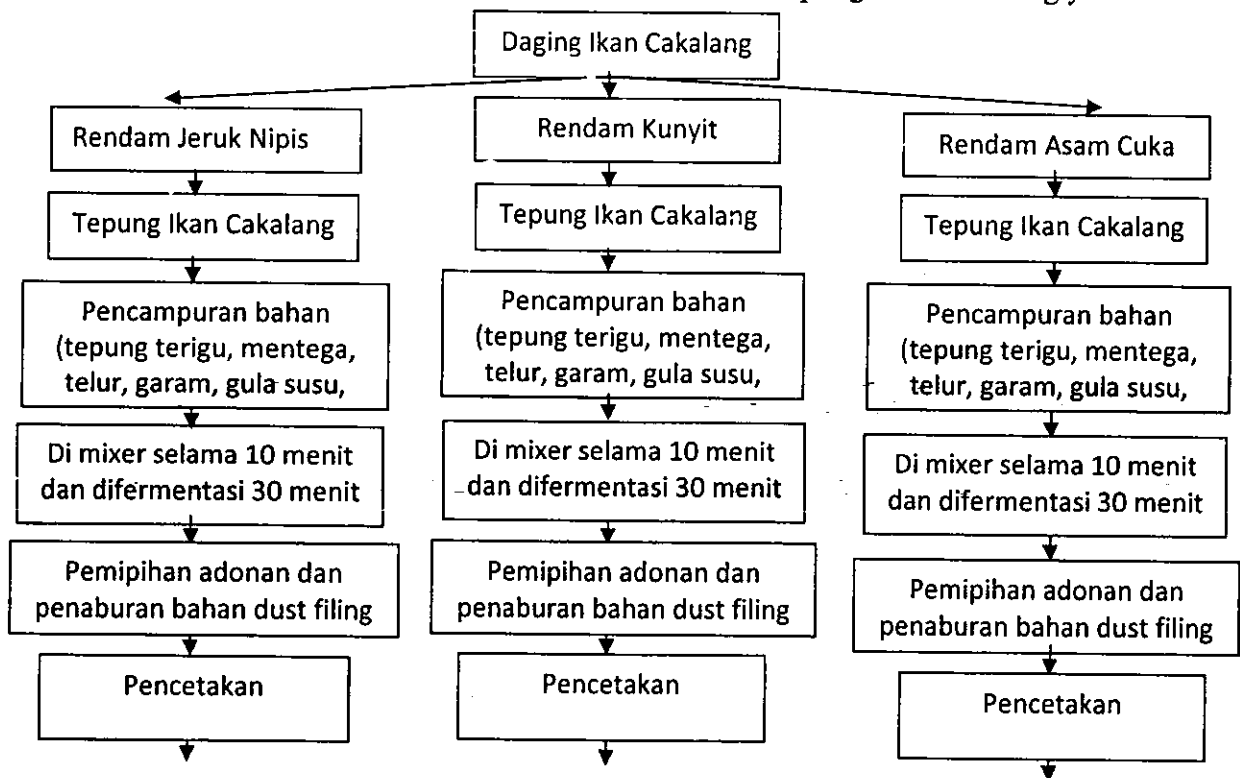 Daging Ikan Cakalang
Rendam Jeruk Nipis
Tepung Ikan Cakalang
Pencampuran bahan
(tepung terigu, mentega,
telur, garam, gula susu,
Di mixer selama 10 menit
dan difermentasi 30 menit
Pemipihan adonan dan
penaburan bahan dust filing
Pencetakan
Rendam Kunyit
Tepung Ikan Cakalang
Pencampuran bahan
(tepung terigu, mentega,
telur, garam, gula susu,
Di mixer selama 10 menit
dan difermentasi 30 menit
Pemipihan adonan dan
penaburan bahan dust filing
Pencetakan
Rendam Asam Cuka
Tepung Ikan Cakalang
Pencampuran bahan
(tepung terigu, mentega,
telur, garam, gula susu,
Di mixer selama 10 menit
dan difermentasi 30 menit
Pemipihan adonan dan
penaburan bahan dust filing
Pencetakan